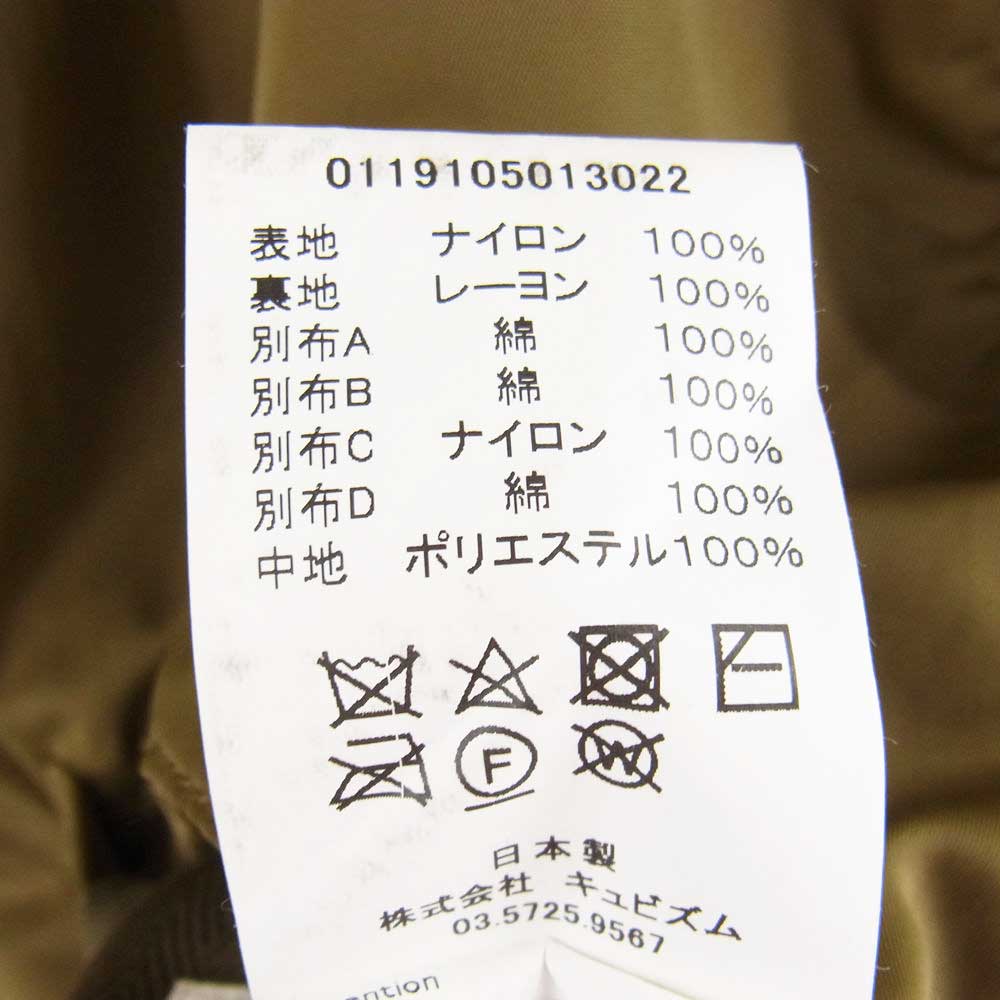 0119105013022
表地 ナイロン 100%
裏地 レーヨン 100%
別布A 綿 100%
別布B 綿 100%
別布C ナイロン 100%
別布D 綿 100%
中地 ポリエステル100%
F W
日本製
株式会社 キュビズム
03.5725.9567